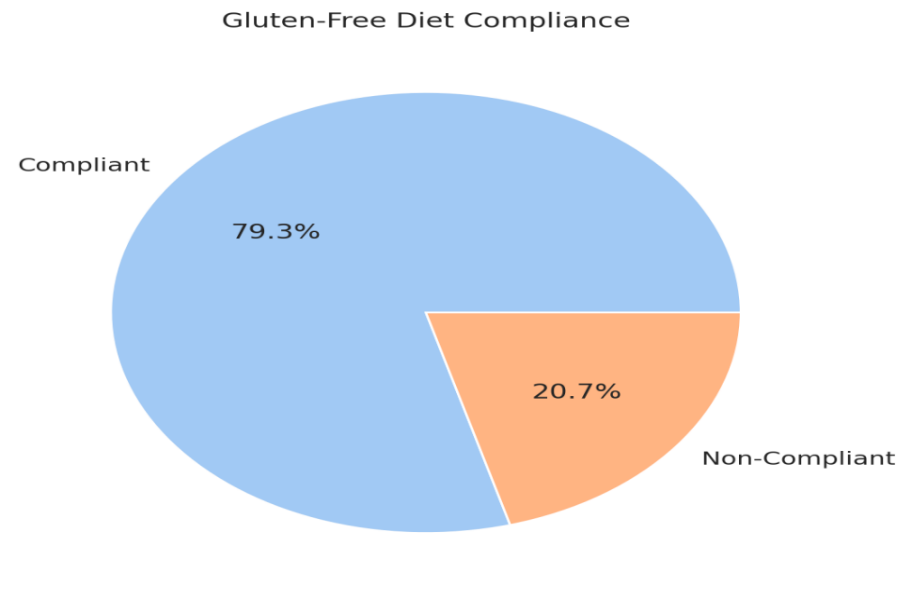 Gluten-Free Diet Compliance
Compliant
79.3%
20.7%
Non-Compliant